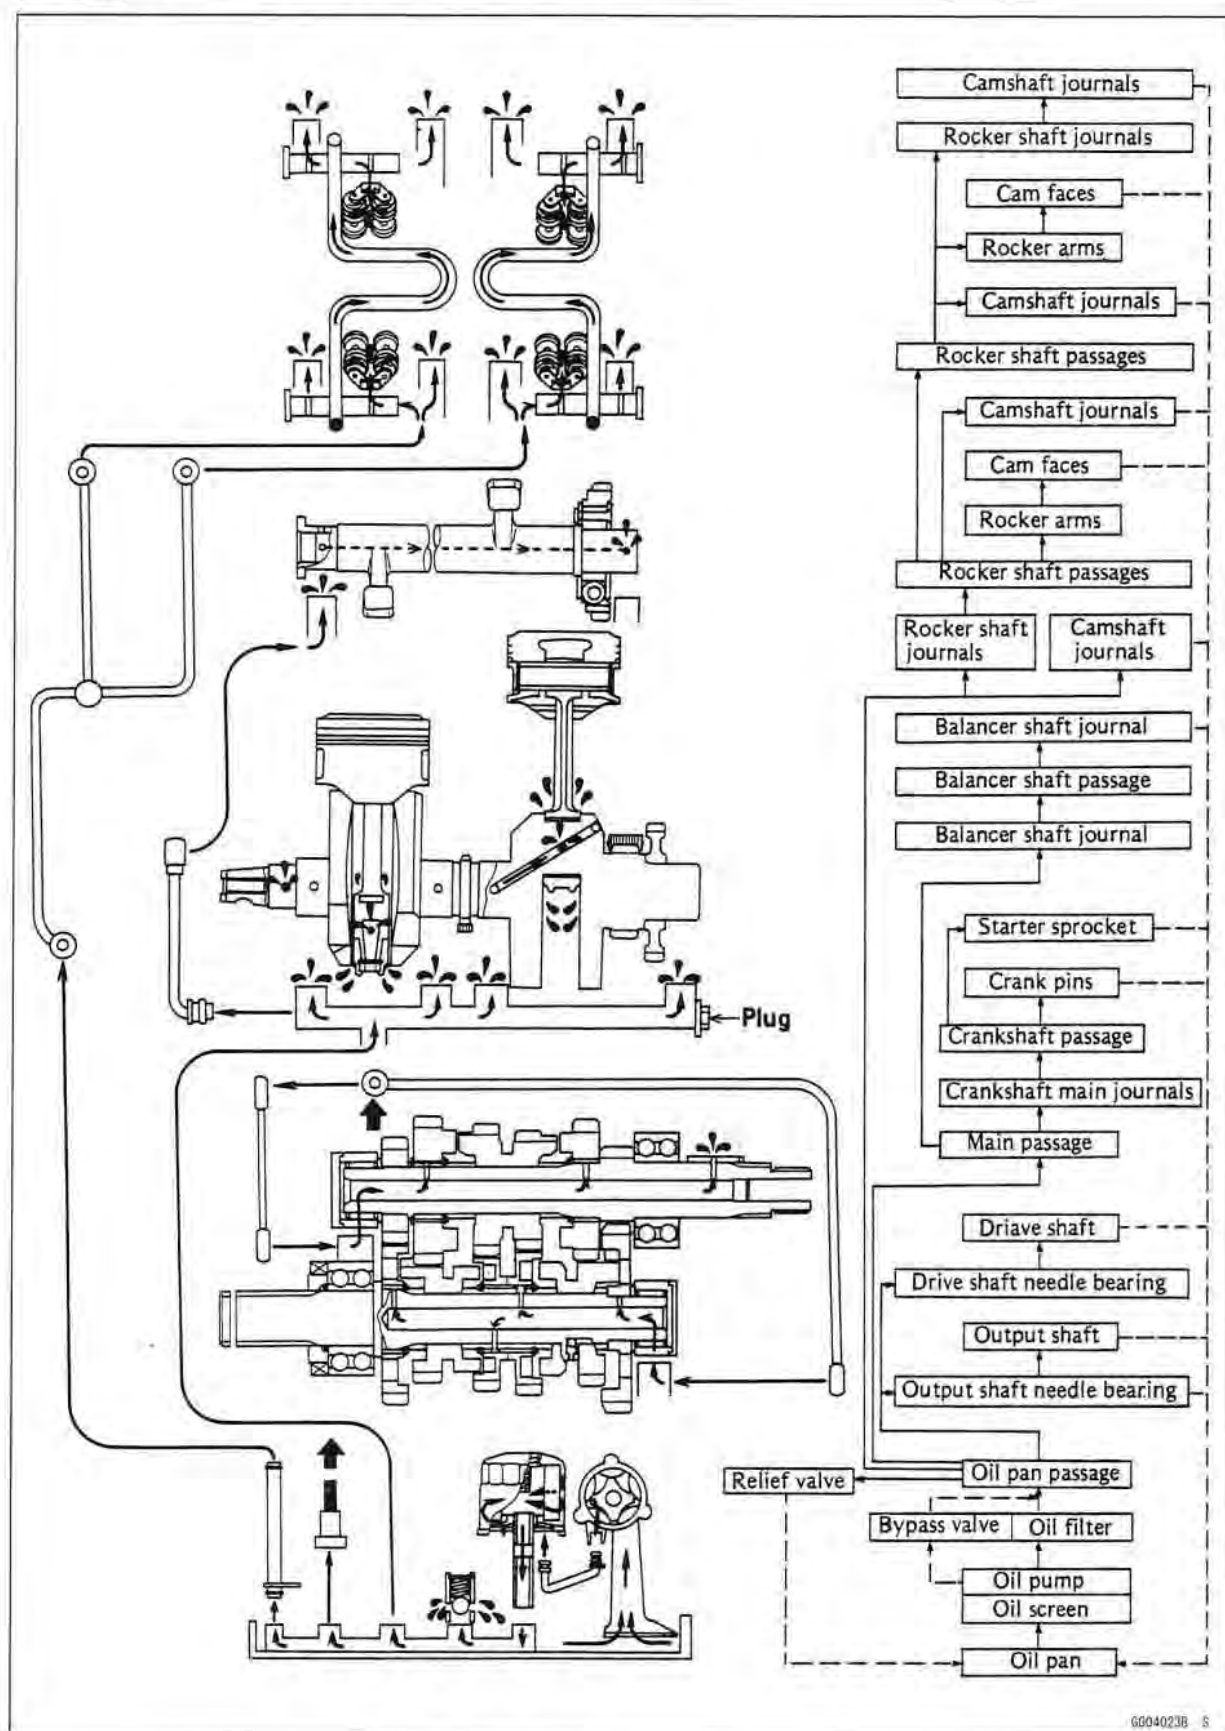 Camshaft journals
Rocker shaft journals
Cam faces
Rocker arms
Camshaft journals
Rocker shaft passages
Camshaft journals
Cam faces
Rocker arms
Rocker shaft passages
Rocker shaft
journals
Camshaft
journals
Balancer shaft journal
Balancer shaft passage
Balancer shaft journal
Starter sprocket
Crank pins
Plug
Crankshaft passage
Crankshaft main journals
Main passage
Driave shaft
Drive shaft needle bearing
Output shaft
Output shaft needle bearing
Relief valve
Oil pan passage
Bypass valve
Oil filter
Oil pump
Oil screen
Oil pan
G004023B S